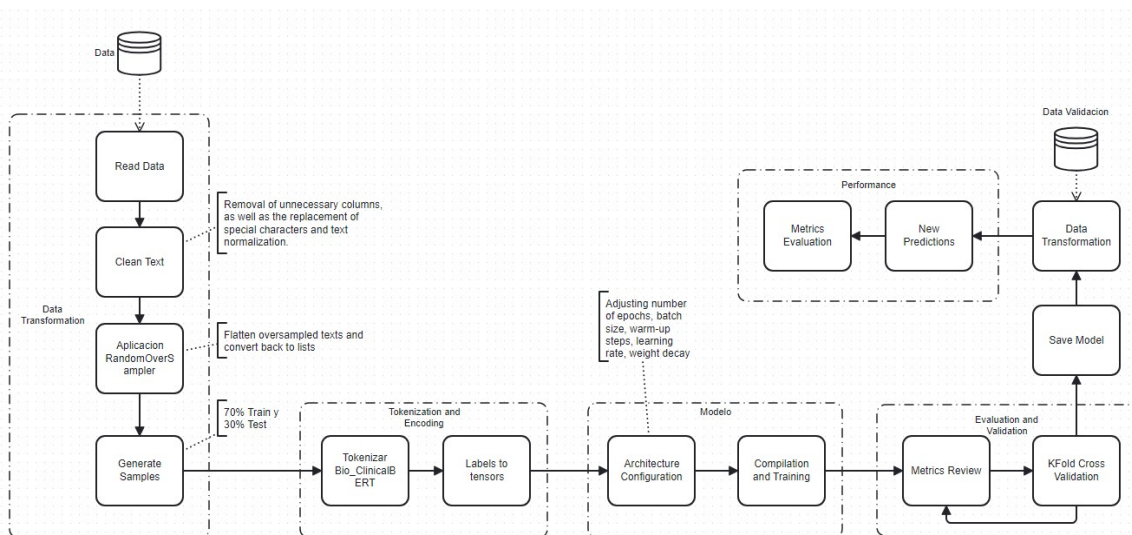 Data
Read Data
Removal of unnecessary columns,
as well as the replacement of
special characters and text
normalization.
Clean Text
Data
Transformation
Aplicacion
RandomOverS
ampler
Flatten oversampled texts and
convert back to lists
70% Train y
30% Test
Generate
Samples
Tokenization and
Encoding
Tokenizar
Bio_ClinicalB
ERT
Labels to
tensors
Adjusting number
of epochs, batch
size, warm-up
steps, learning
rate, weight decay
Modelo
Architecture
Configuration
Compilation
and Training
Evaluation and
Validation
Metrics Review
KFold Cross
Validation
Save Model
Data Validacion
Data
Transformation
Performance
New
Predictions
Metrics
Evaluation